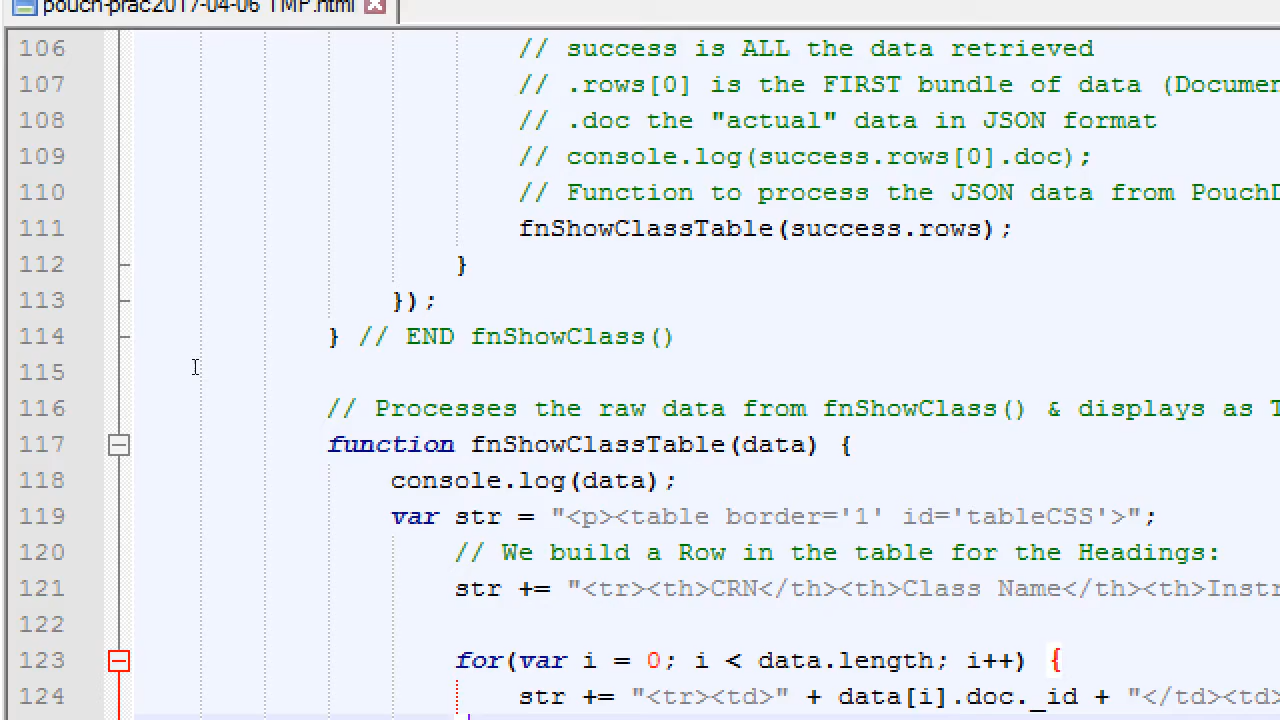 pouch-prac2017-04-06 TMP.html
106 // success is ALL the data retrieved
107 // .rows[0] is the FIRST bundle of data (Documen
108 // .doc the "actual" data in JSON format
109 // console.log(success.rows[0].doc);
110 // Function to process the JSON data from PouchD
111 fnShowClassTable(success.rows);
112 }
113 });
114 } // END fnShowClass()
115
116 // Processes the raw data from fnShowClass() & displays as T
117 function fnShowClassTable(data) {
118 console.log(data);
119 var str = "<p><table border='1' id='tableCSS'>";
120 // We build a Row in the table for the Headings:
121 str += "<tr><th>CRN</th><th>Class Name</th><th>Instr
122
123 for(var i = 0; i < data.length; i++) {
124 str += "<tr><td>" + data[i].doc._id + "</td><td>